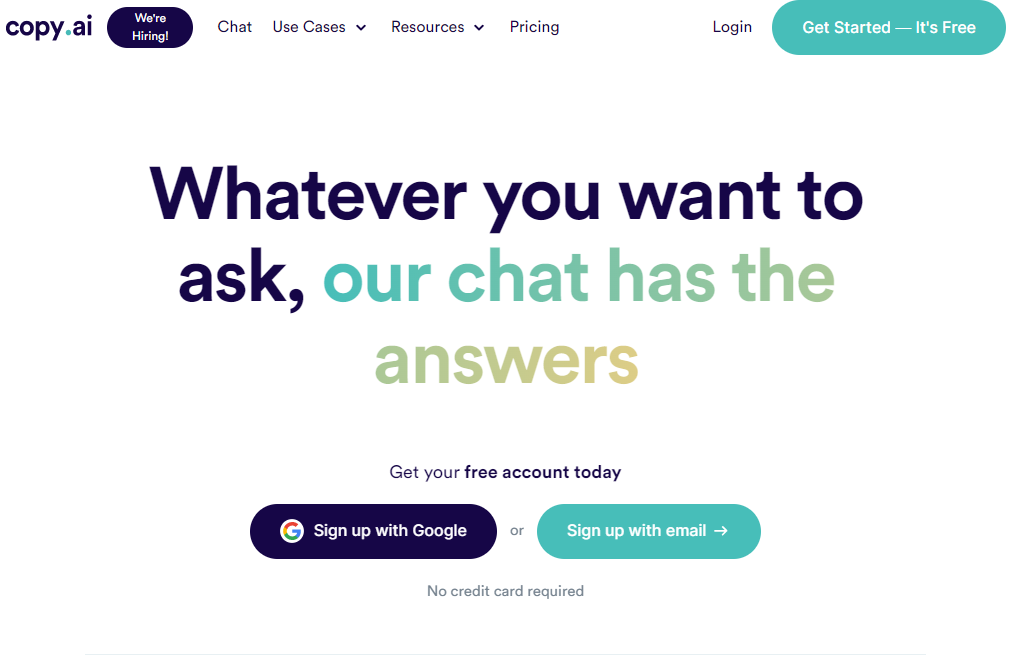 copy.ai
We're
Hiring!
Chat
Use Cases
Resources
Pricing
Login
Get Started — It's Free
Whatever you want to
ask, our chat has the
answers
Get your free account today
Sign up with Google
or
Sign up with email →
No credit card required